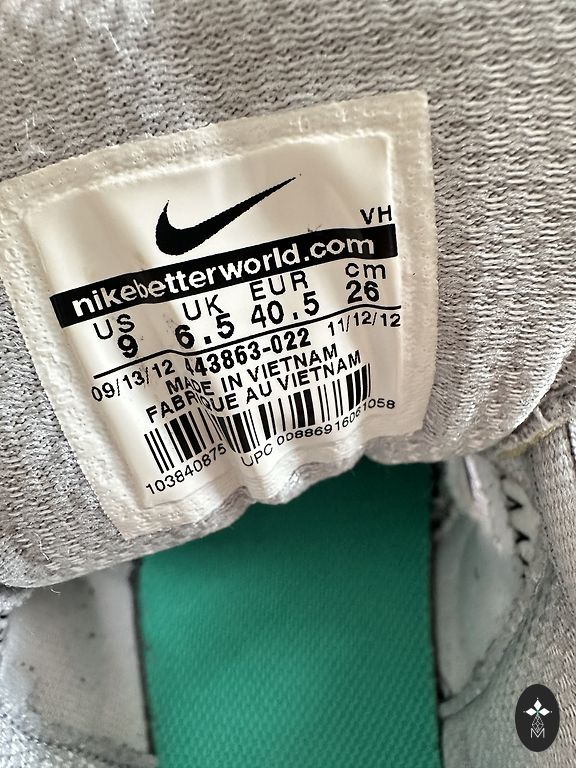 VH
nikebetterworld.com
US UK EUR cm
9 6.5 40.5 26
09/13/12 443863-022 11/12/12
MADE IN VIETNAM
FABRIQUE AU VIETNAM
103840875 UPC 00886916061058
M